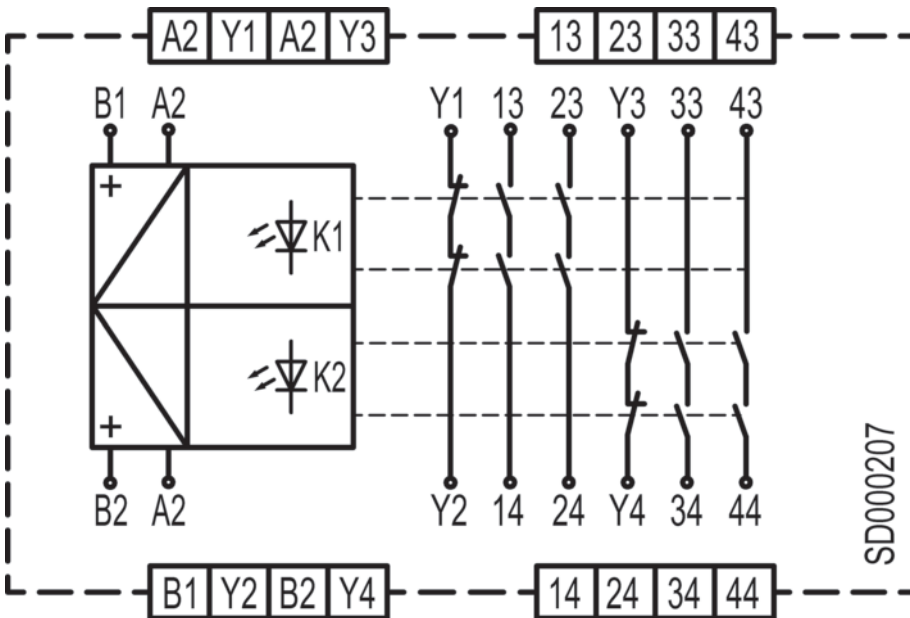 A2 Y1 A2 Y3 13 23 33 43
B1 A2 Y1 13 23 Y3 33 43
+
K1
K2
+
B2 A2 Y2 14 24 Y4 34 44
SD000207
B1 Y2 B2 Y4 14 24 34 44